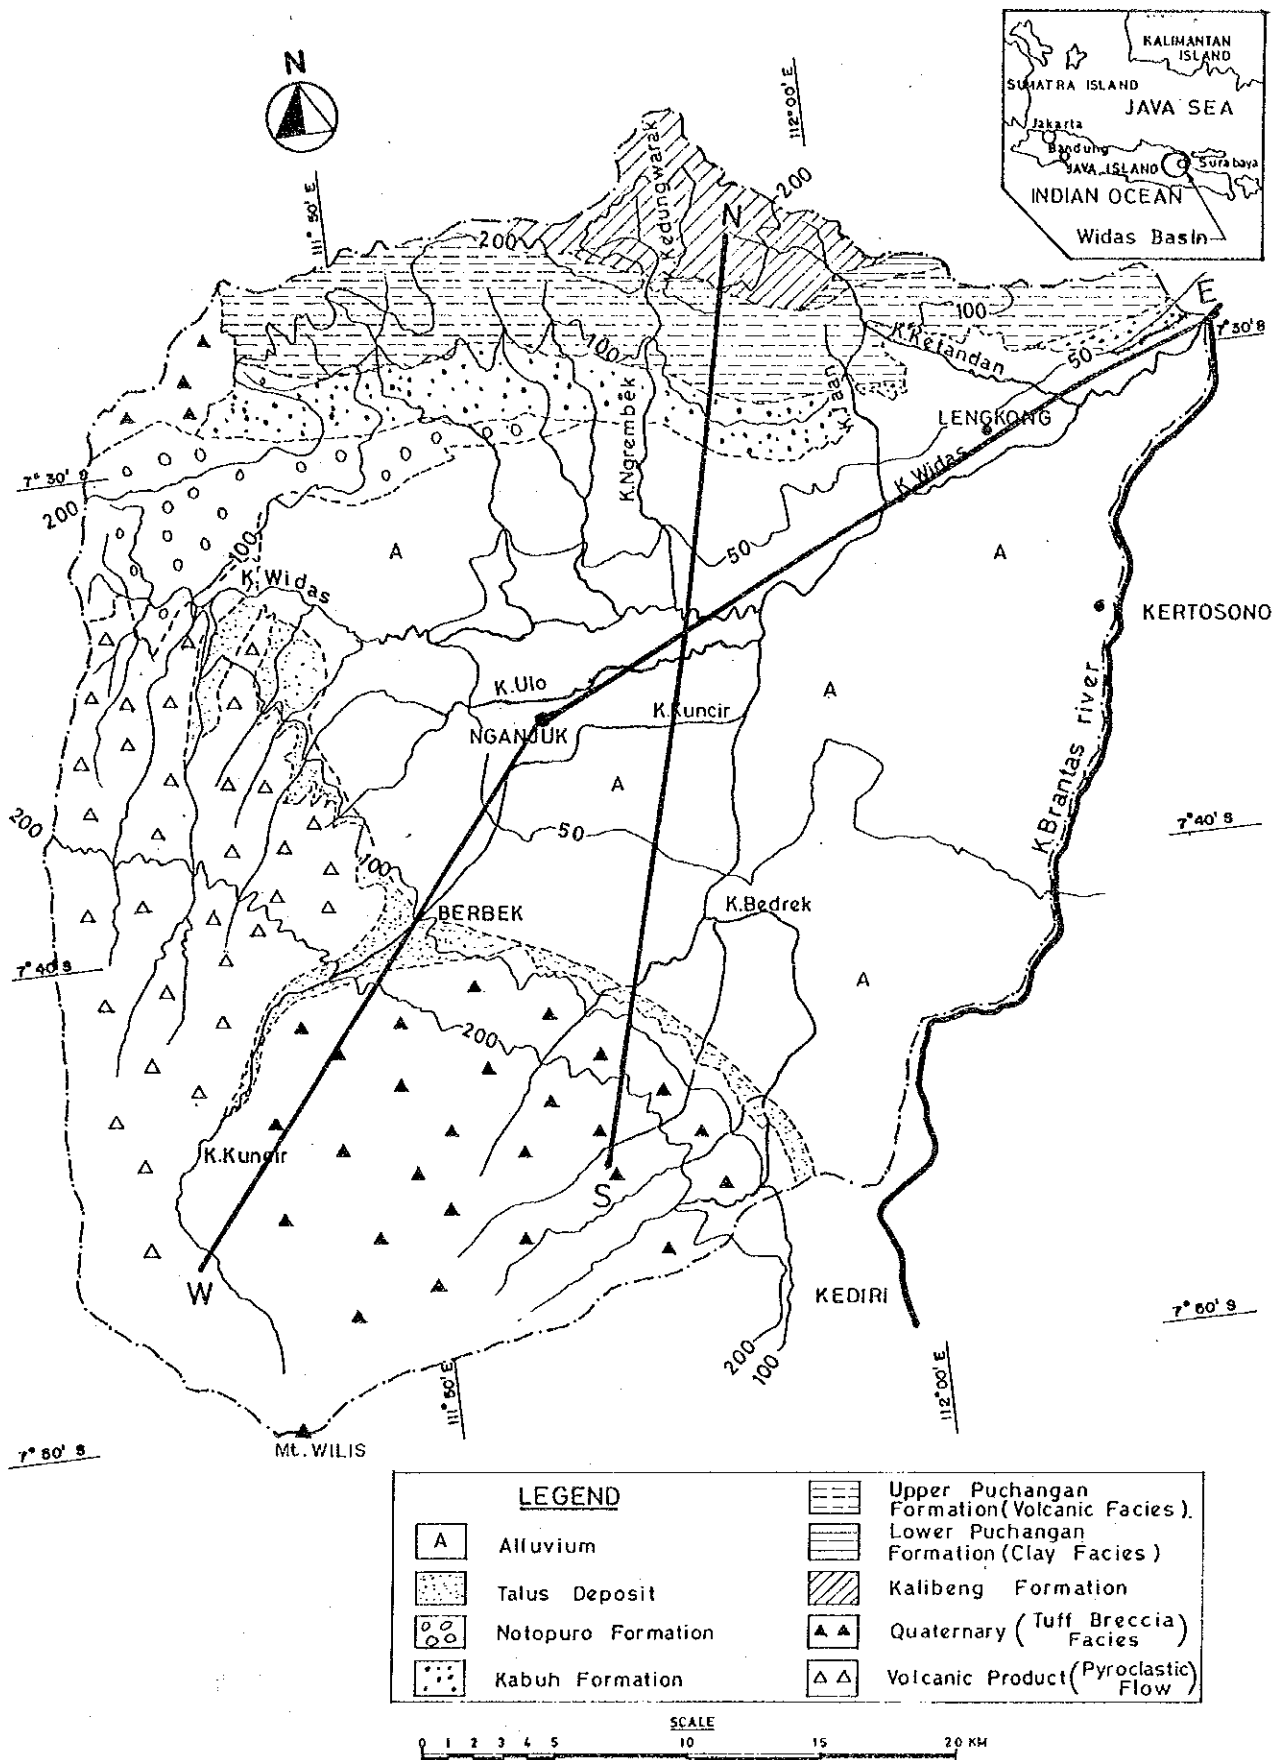 N
112°00' E
111° 50' E
KALIMANTAN
ISLAND
SUMATRA ISLAND
JAVA SEA
Jakarta
Bandung
JAVA ISLAND
Surabaya
INDIAN OCEAN
Widas Basin
K Kedungwarak
200
N
200
E
7°30'S
100
50
K.Ketandan
100
K.Ngrembek
K.Jaan
LENGKONG
K Widas
7° 30' S
200
100
A
50
A
K Widas
KERTOSONO
K.Ulo
A
K.Kuncir
NGANJUK
K.Brantas river
A
200
50
7° 40' S
100
BERBEK
K.Bedrek
7° 40' S
A
200
K.Kuncir
S
W
KEDIRI
7° 50' S
200
100
111° 50' E
112° 00' E
Mt. WILIS
7° 50' S
LEGEND
A Alluvium
Talus Deposit
Notopuro Formation
Kabuh Formation
Upper Puchangan
Formation (Volcanic Facies).
Lower Puchangan
Formation (Clay Facies)
Kalibeng Formation
Quaternary (Tuff Breccia
Facies)
Volcanic Product (Pyroclastic
Flow)
SCALE
0 1 2 3 4 5 10 15 20 KM